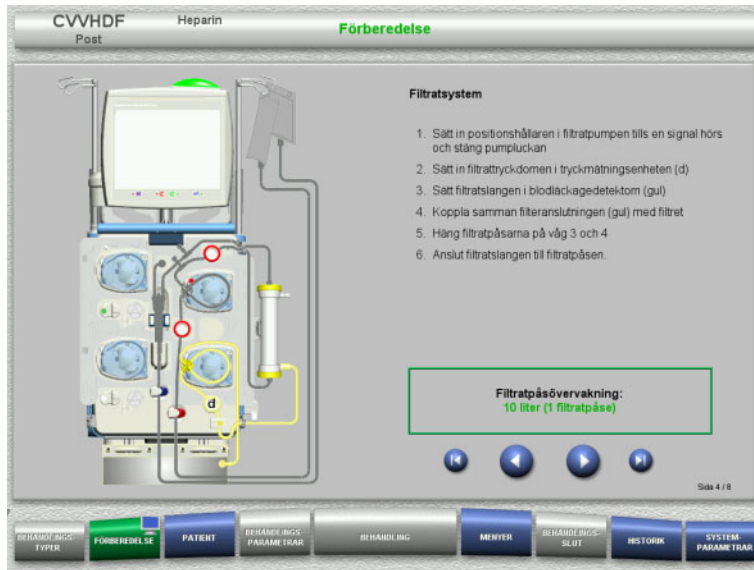 CVVHDF
Heparin
Post
Förberedelse
Filtratsystem
1. Sätt in positionshållaren i filtratpumpen tills en signal hörs
och stäng pumpluckan
2. Sätt in filtrattryckdomen i tryckmätningsenheten (d)
3. Sätt filtratslangen i blodläckagedetektorn (gul)
4. Koppla samman filteranslutningen (gul) med filtret
5. Häng filtratpåsarna på våg 3 och 4
6. Anslut filtratslangen till filtratpåsen.
d
Filtratpåsövervakning:
10 liter (1 filtratpåse)
Sida 4 / 8
BEHANDLINGS-
TYPER
FÖRBEREDELSE
PATIENT
BEHANDLINGS-
PARAMETRAR
BEHANDLING
MENYER
BEHANDLINGS-
SLUT
HISTORIK
SYSTEM-
PARAMETRAR